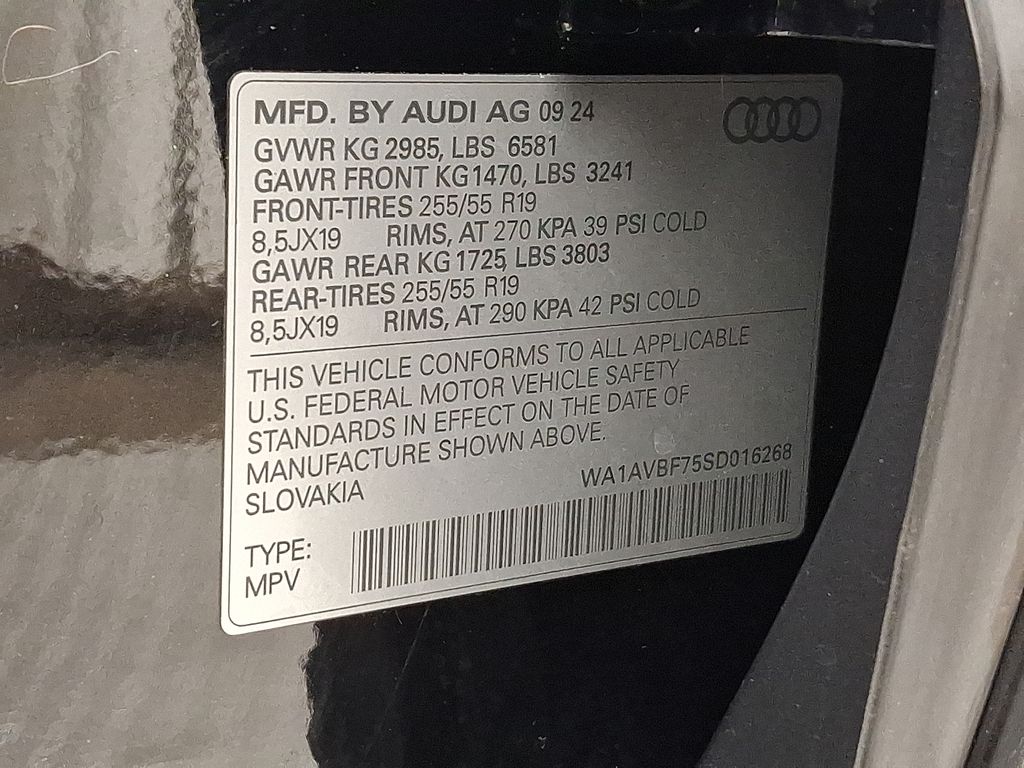 MFD. BY AUDI AG 09 24
GVWR KG 2985, LBS 6581
GAWR FRONT KG1470, LBS 3241
FRONT-TIRES 255/55 R19
8,5JX19 RIMS, AT 270 KPA 39 PSI COLD
GAWR REAR KG1725, LBS 3803
REAR-TIRES 255/55 R19
8,5JX19 RIMS, AT 290 KPA 42 PSI COLD
THIS VEHICLE CONFORMS TO ALL APPLICABLE
U.S. FEDERAL MOTOR VEHICLE SAFETY
STANDARDS IN EFFECT ON THE DATE OF
MANUFACTURE SHOWN ABOVE.
SLOVAKIA WA1AVBF75SD016268
TYPE:
MPV